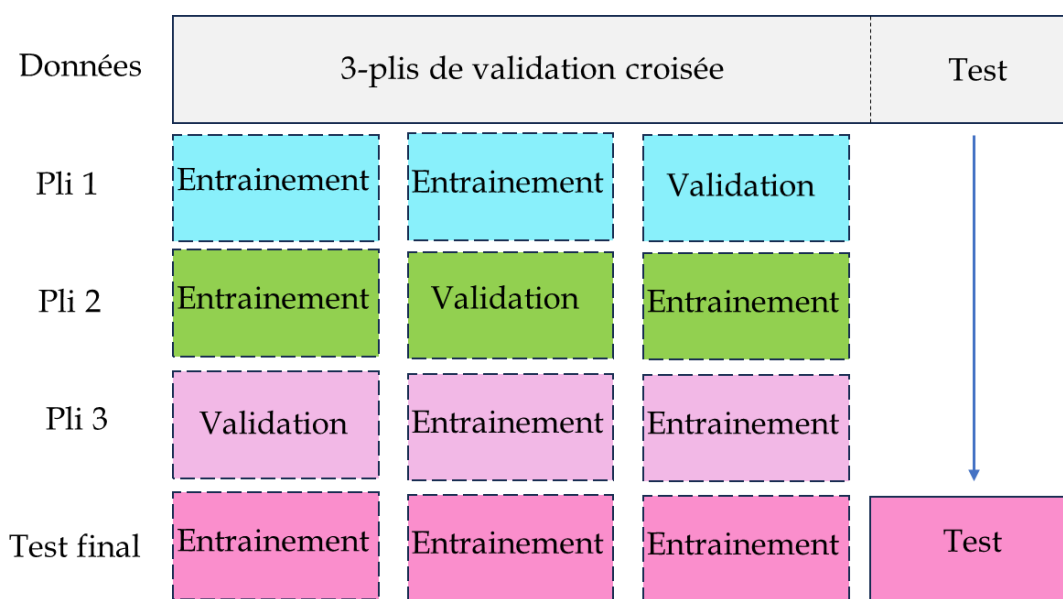 Données
3-plis de validation croisée
Test
Pli 1
Entrainement
Entrainement
Validation
Pli 2
Entrainement
Validation
Entrainement
Pli 3
Validation
Entrainement
Entrainement
Test final
Entrainement
Entrainement
Entrainement
Test